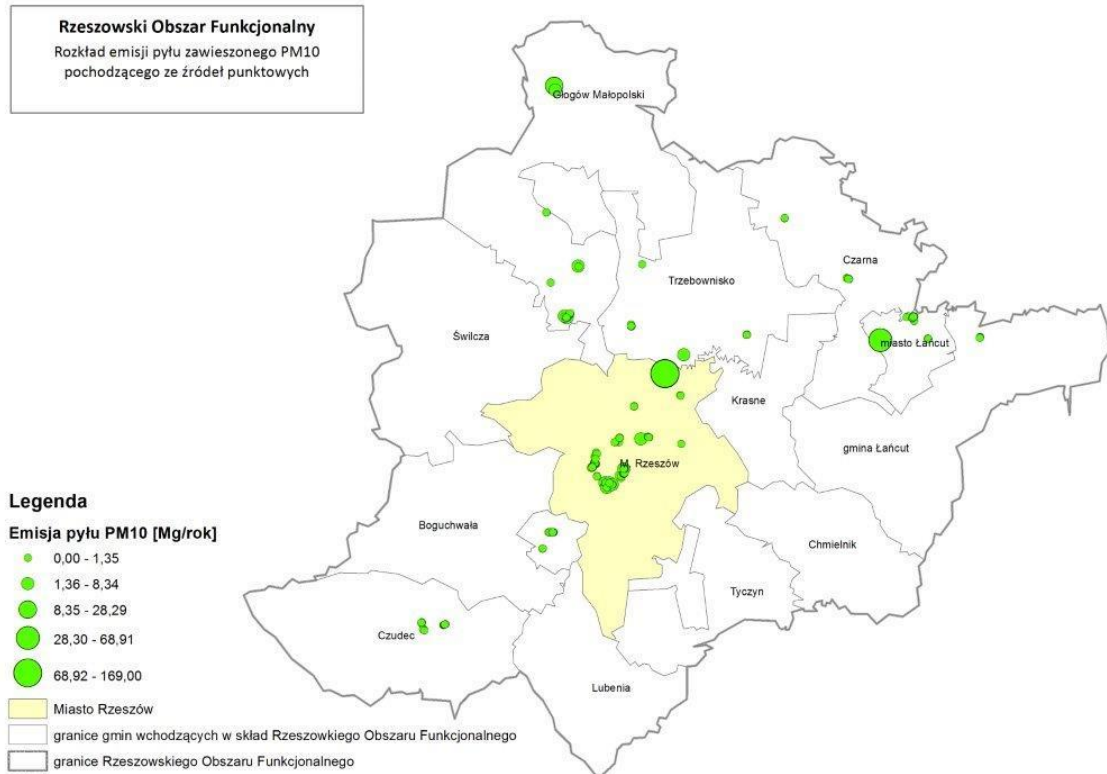 Rzeszowski Obszar Funkcjonalny
Rozkład emisji pyłu zawieszonego PM10
pochodzącego ze źródeł punktowych
Głogów Małopolski
Czarna
Trzebownisko
Świlcza
miasto Łańcut
Krasne
gmina Łańcut
M. Rzeszów
Boguchwała
Chmielnik
Tyczyn
Czudec
Lubenia
Legenda
Emisja pyłu PM10 [Mg/rok]
0,00 - 1,35
1,36 - 8,34
8,35 - 28,29
28,30 - 68,91
68,92 - 169,00
Miasto Rzeszów
granice gmin wchodzących w skład Rzeszowkiego Obszaru Funkcjonalnego
granice Rzeszowskiego Obszaru Funkcjonalnego